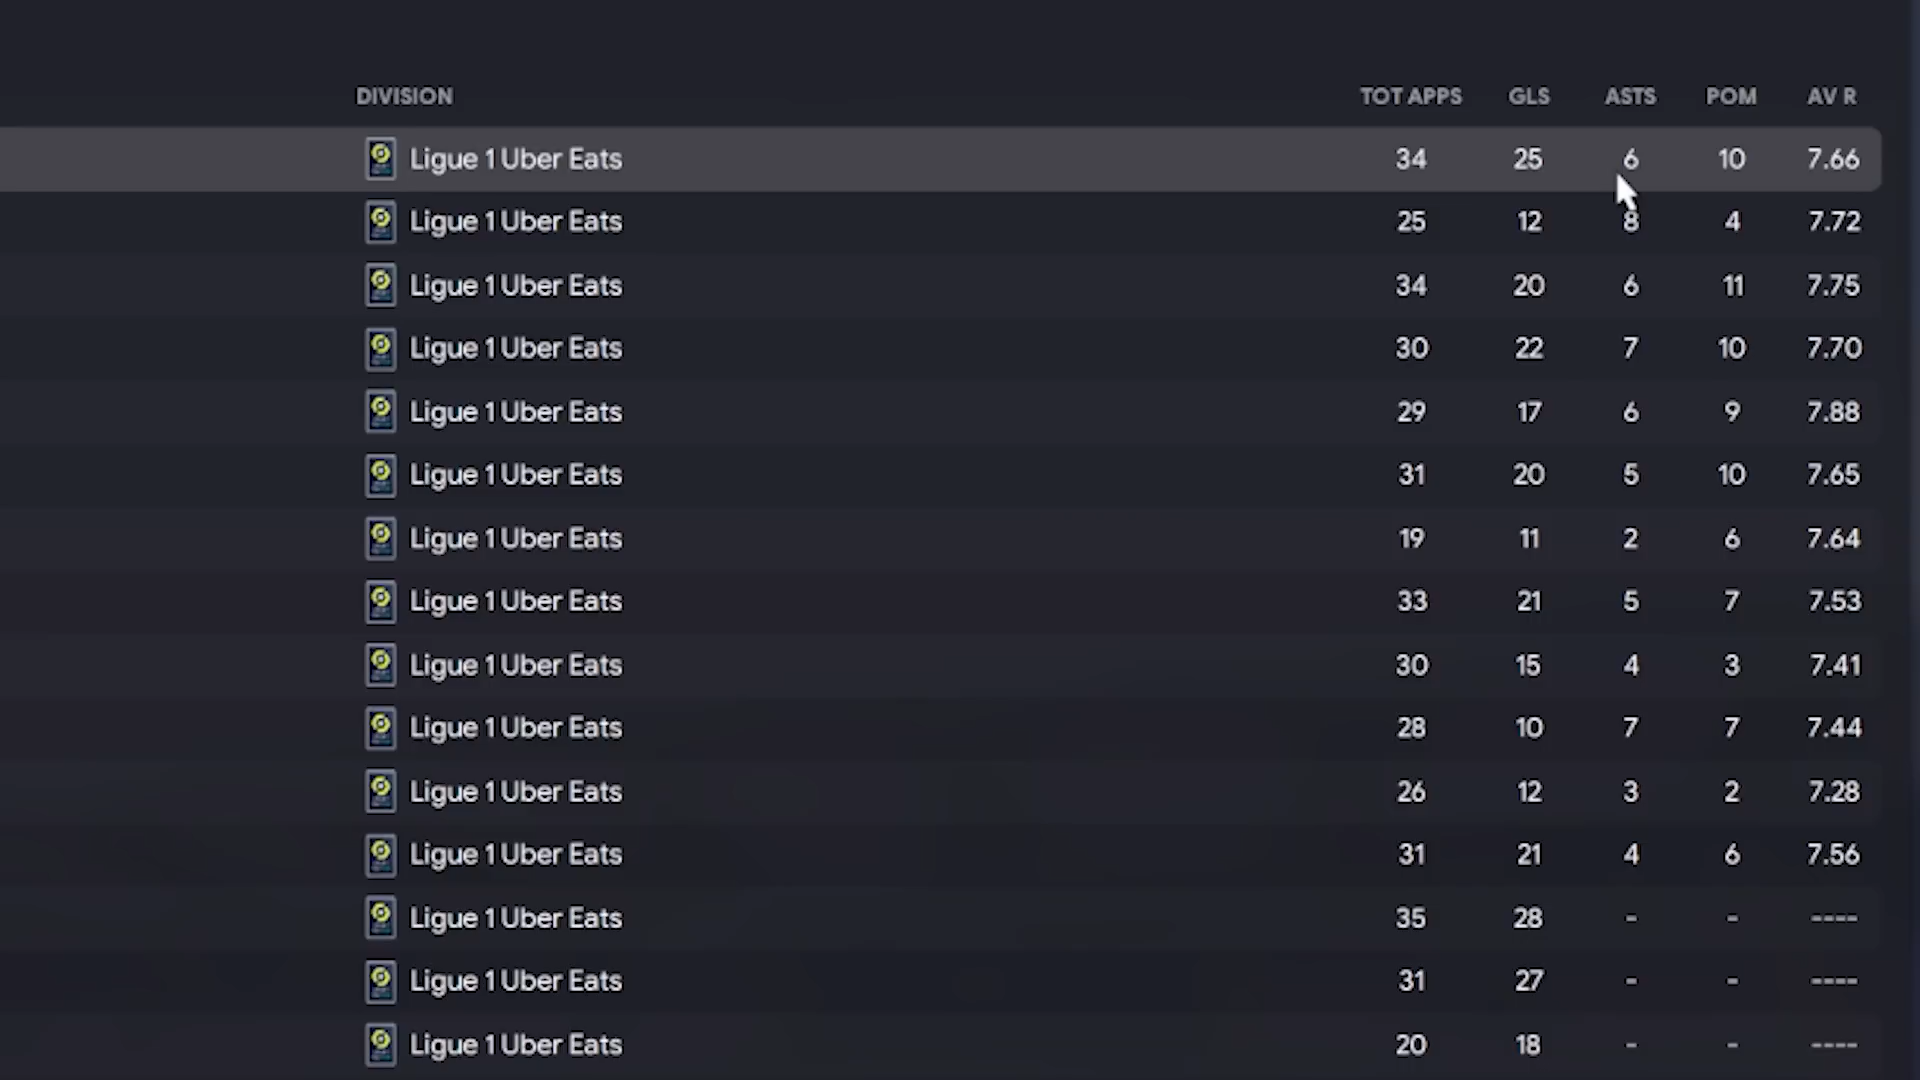 DIVISION TOT APPS GLS ASTS POM AV R
Ligue 1 Uber Eats 34 25 6 10 7.66
Ligue 1 Uber Eats 25 12 8 4 7.72
Ligue 1 Uber Eats 34 20 6 11 7.75
Ligue 1 Uber Eats 30 22 7 10 7.70
Ligue 1 Uber Eats 29 17 6 9 7.88
Ligue 1 Uber Eats 31 20 5 10 7.65
Ligue 1 Uber Eats 19 11 2 6 7.64
Ligue 1 Uber Eats 33 21 5 7 7.53
Ligue 1 Uber Eats 30 15 4 3 7.41
Ligue 1 Uber Eats 28 10 7 7 7.44
Ligue 1 Uber Eats 26 12 3 2 7.28
Ligue 1 Uber Eats 31 21 4 6 7.56
Ligue 1 Uber Eats 35 28 - - ----
Ligue 1 Uber Eats 31 27 - - ----
Ligue 1 Uber Eats 20 18 - - ----